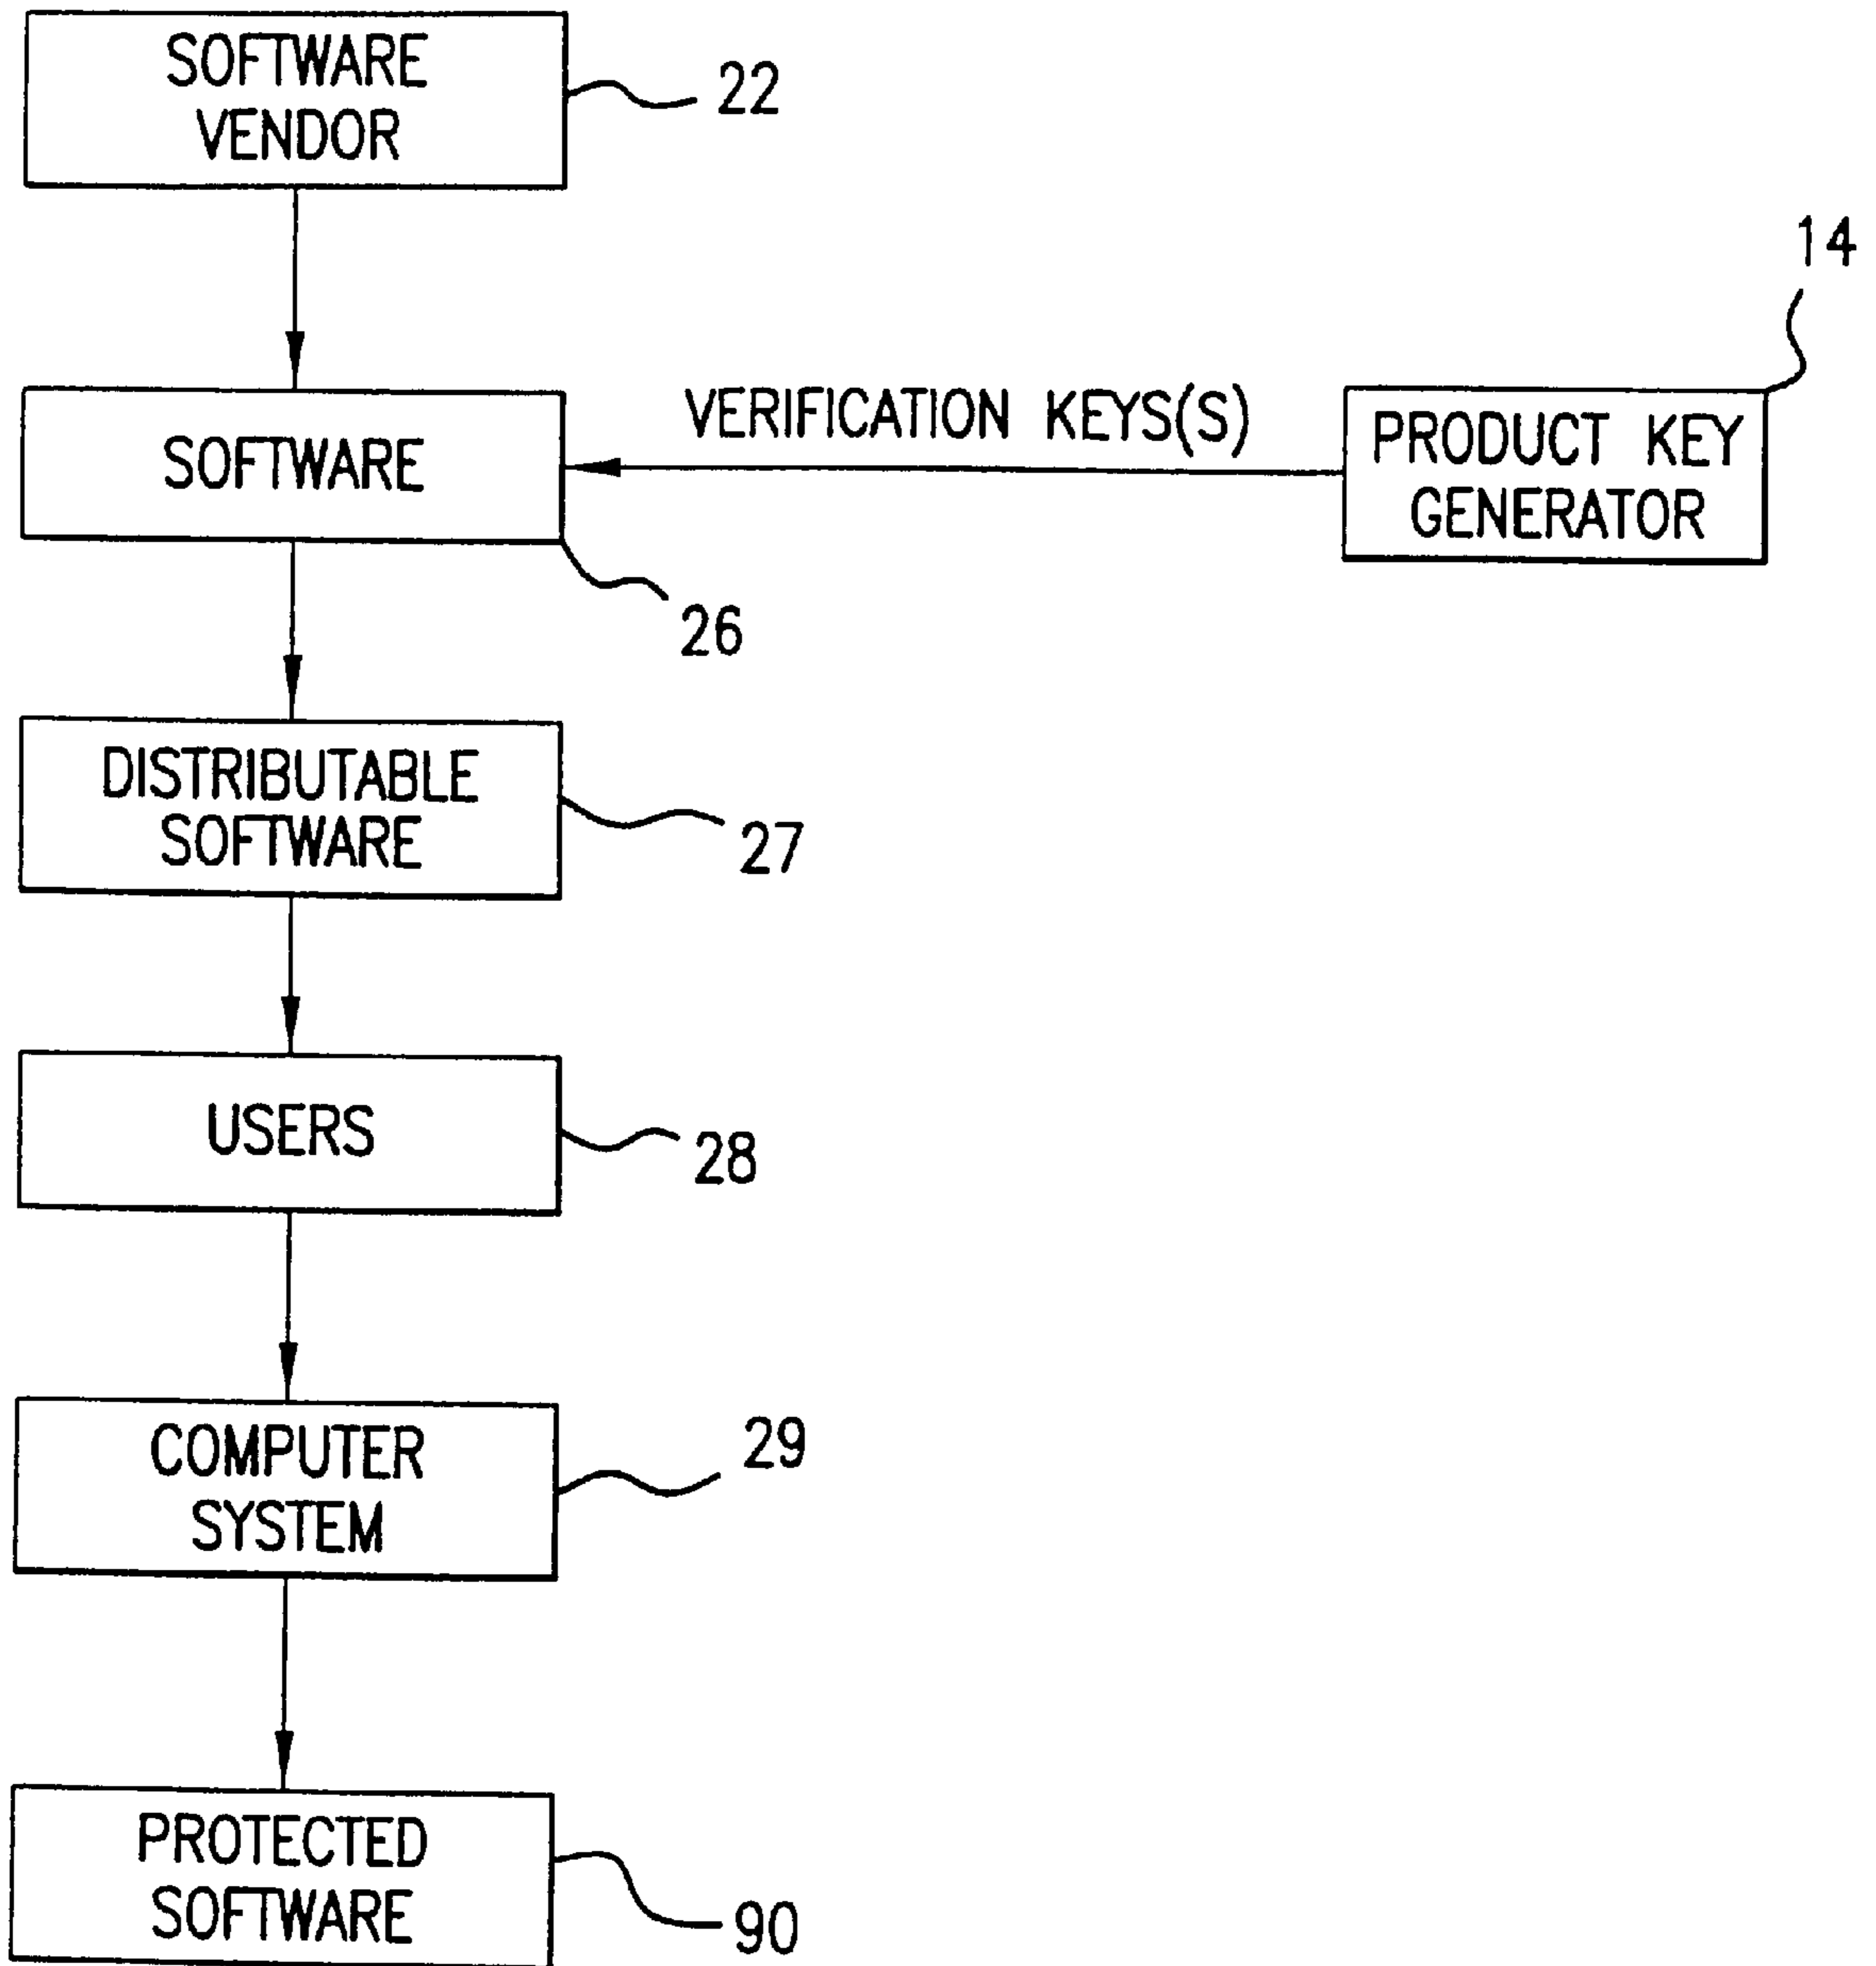 SOFTWARE
VENDOR
22
14
VERIFICATION KEYS(S)
PRODUCT KEY
GENERATOR
SOFTWARE
26
DISTRIBUTABLE
SOFTWARE
27
USERS
28
COMPUTER
SYSTEM
29
PROTECTED
SOFTWARE
90